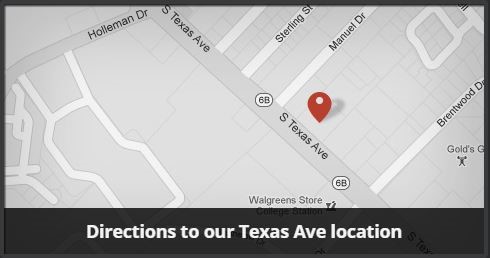 Holleman Dr
S Texas Ave
Sterling St
Manuel Dr
6B
S Texas Ave
Brentwood Dr
Gold's G
6B
Walgreens Store
College Station
S Tex
Directions to our Texas Ave location